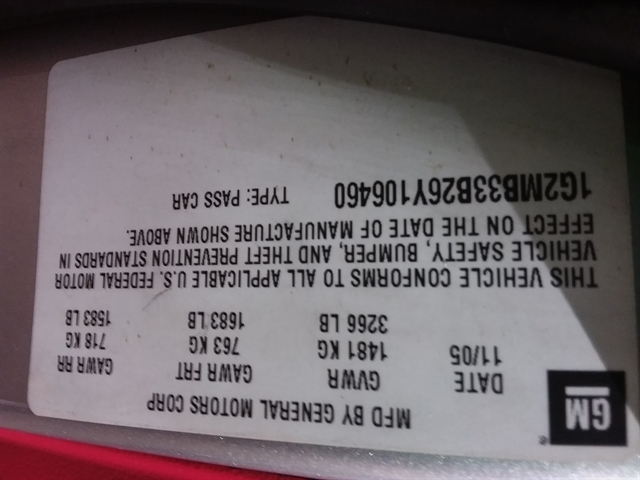 GM
MFD BY GENERAL MOTORS CORP
DATE GVWR GAWR FRT GAWR RR
11/05 1481 KG 763 KG 718 KG
3266 LB 1683 LB 1583 LB
THIS VEHICLE CONFORMS TO ALL APPLICABLE U.S. FEDERAL MOTOR
VEHICLE SAFETY, BUMPER, AND THEFT PREVENTION STANDARDS IN
EFFECT ON THE DATE OF MANUFACTURE SHOWN ABOVE.
1G2MB33B26Y106460 TYPE: PASS CAR